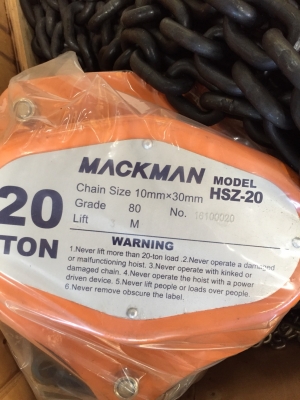 MACKMAN
MODEL
HSZ-20
Chain Size 10mm×30mm
Grade 80 No.
Lift M
20
TON
WARNING
1.Never lift more than 20-ton load .2.Never operate a damaged
or malfunctioning hoist. 3.Never operate with kinked or
damaged chain. 4.Never operate the hoist with a power
driven device. 5.Never lift people or loads over people.
6.Never remove obscure the label.